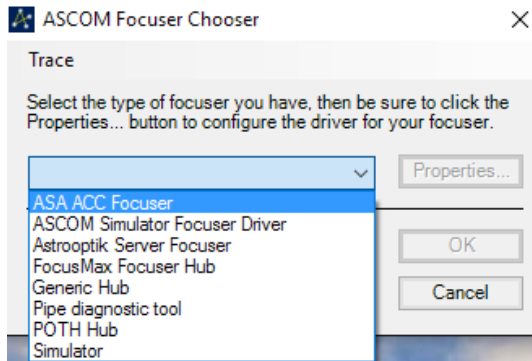 ASCOM Focuser Chooser
Trace
Select the type of focuser you have, then be sure to click the
Properties... button to configure the driver for your focuser.
Properties...
ASA ACC Focuser
ASCOM Simulator Focuser Driver
Astrooptik Server Focuser
FocusMax Focuser Hub
Generic Hub
Pipe diagnostic tool
POTH Hub
Simulator
OK
Cancel